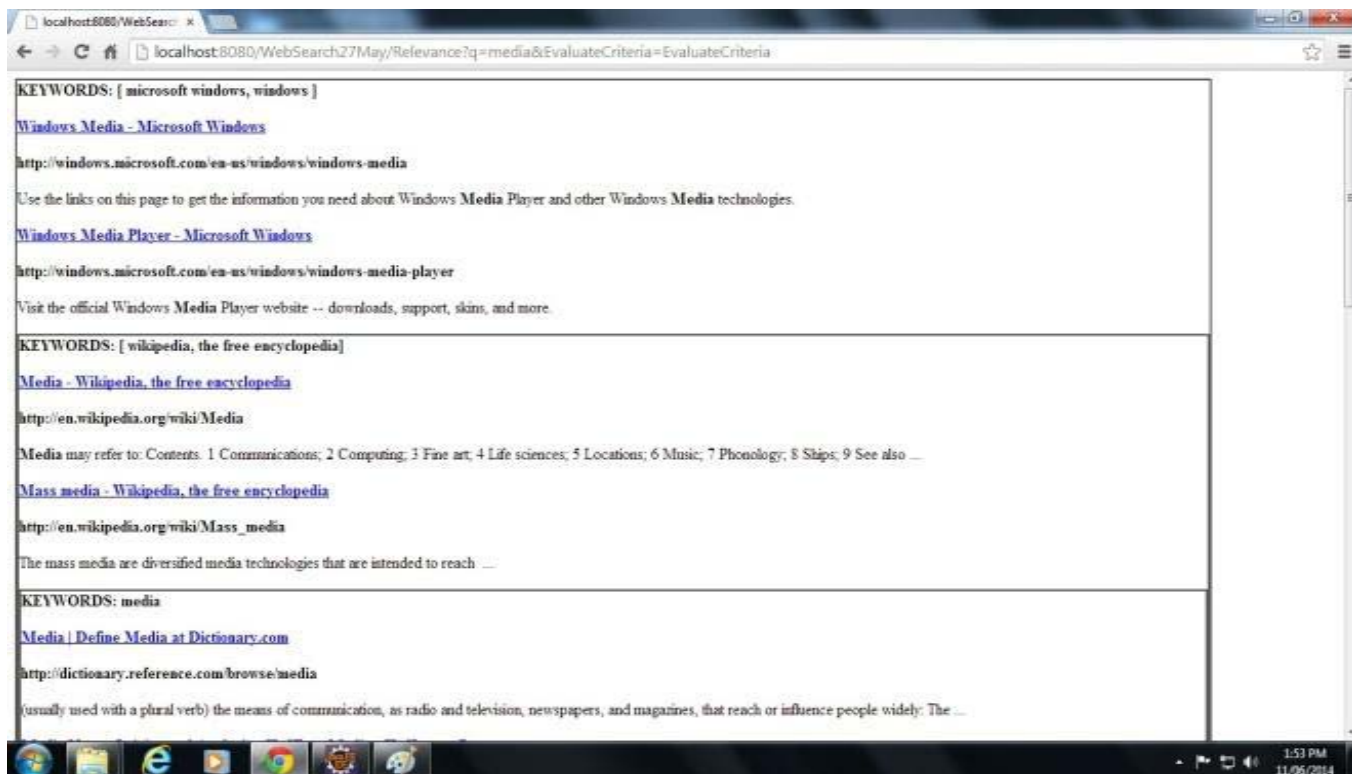 localhost:8080/WebSearc
localhost:8080/WebSearch27May/Relevance?q=media&EvaluateCriteria=EvaluateCriteria
KEYWORDS: [ microsoft windows, windows ]
Windows Media - Microsoft Windows
http://windows.microsoft.com/en-us/windows/windows-media
Use the links on this page to get the information you need about Windows Media Player and other Windows Media technologies.
Windows Media Player - Microsoft Windows
http://windows.microsoft.com/en-us/windows/windows-media-player
Visit the official Windows Media Player website -- downloads, support, skins, and more.
KEYWORDS: [ wikipedia, the free encyclopedia]
Media - Wikipedia, the free encyclopedia
http://en.wikipedia.org/wiki/Media
Media may refer to: Contents. 1 Communications; 2 Computing; 3 Fine art; 4 Life sciences; 5 Locations; 6 Music; 7 Phonology; 8 Ships; 9 See also ...
Mass media - Wikipedia, the free encyclopedia
http://en.wikipedia.org/wiki/Mass_media
The mass media are diversified media technologies that are intended to reach ...
KEYWORDS: media
Media | Define Media at Dictionary.com
http://dictionary.reference.com/browse/media
(usually used with a plural verb) the means of communication, as radio and television, newspapers, and magazines, that reach or influence people widely: The ...
1:53 PM
11/06/2014